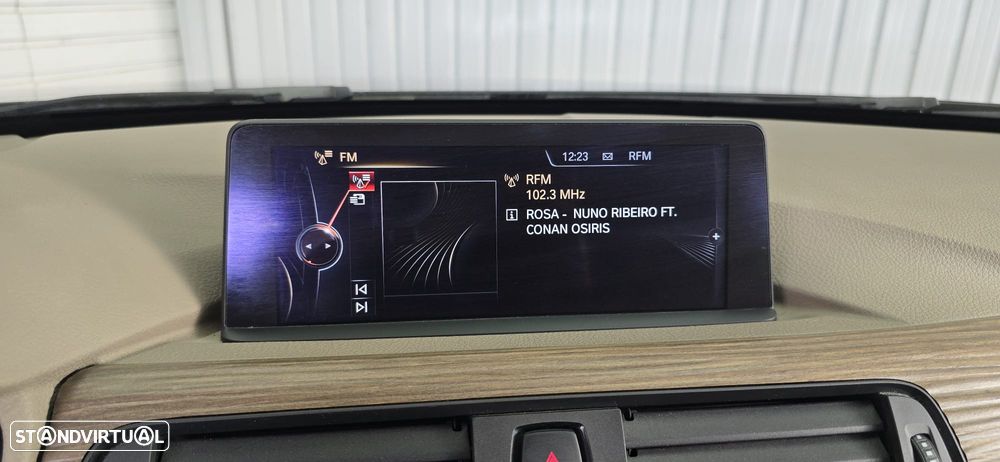 FM
12:23 RFM
RFM
102.3 MHz
ROSA - NUNO RIBEIRO FT.
CONAN OSIRIS
STANDVIRTUAL